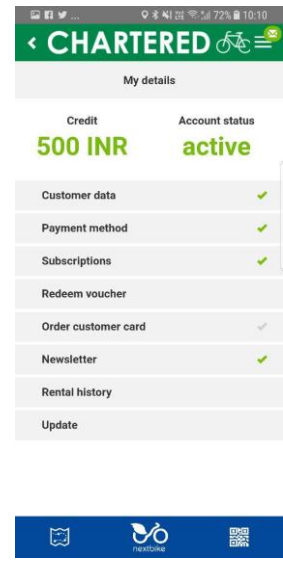 72% 10:10
< CHARTERED
My details
Credit Account status
500 INR active
Customer data
Payment method
Subscriptions
Redeem voucher
Order customer card
Newsletter
Rental history
Update
nextbike